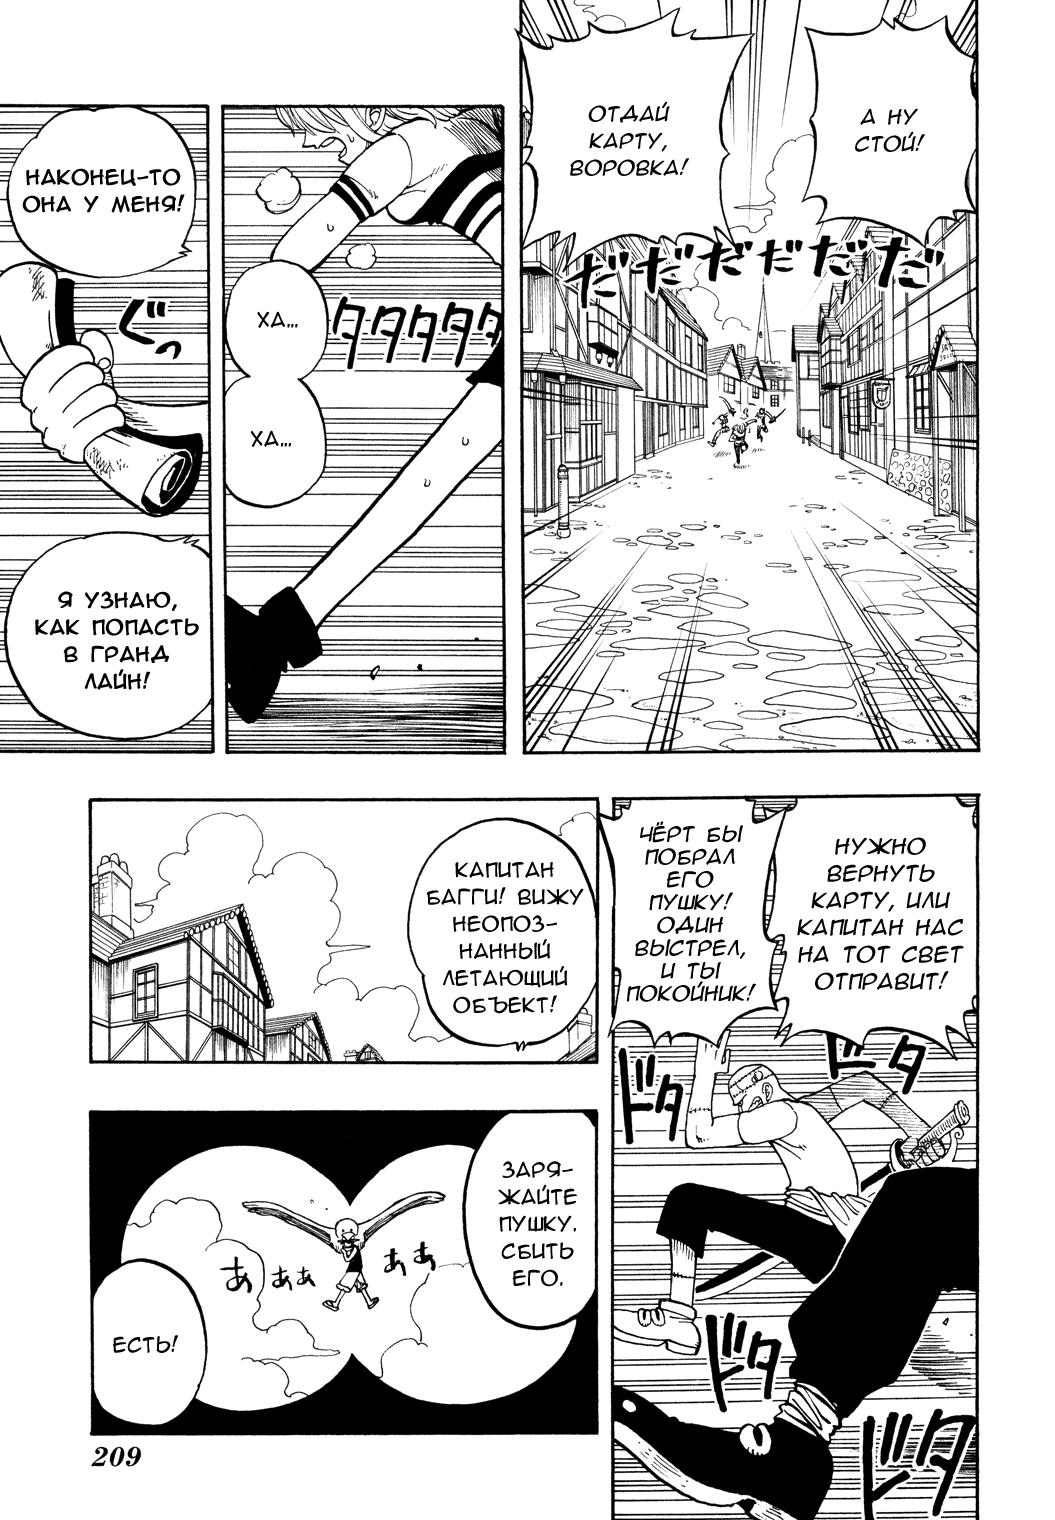 А НУ
СТОЙ!
ОТДАЙ
КАРТУ,
ВОРОВКА!
だだだだだだ
ХА...
ХА...
タタタタタ
НАКОНЕЦ-ТО
ОНА У МЕНЯ!
ぐっ
Я УЗНАЮ,
КАК ПОПАСТЬ
В ГРАНД
ЛАЙН!
НУЖНО
ВЕРНУТЬ
КАРТУ, ИЛИ
КАПИТАН НАС
НА ТОТ СВЕТ
ОТПРАВИТ!
ЧЁРТ БЫ
ПОБРАЛ
ЕГО
ПУШКУ!
ОДИН
ВЫСТРЕЛ,
И ТЫ
ПОКОЙНИК!
ドタ
ドタ
ドタ
ドタ
КАПИТАН
БАГГИ! ВИЖУ
НЕОПОЗ-
НАННЫЙ
ЛЕТАЮЩИЙ
ОБЪЕКТ!
ЗАРЯ-
ЖАЙТЕ
ПУШКУ.
СБИТЬ
ЕГО.
ああ
あああ
ЕСТЬ!
209